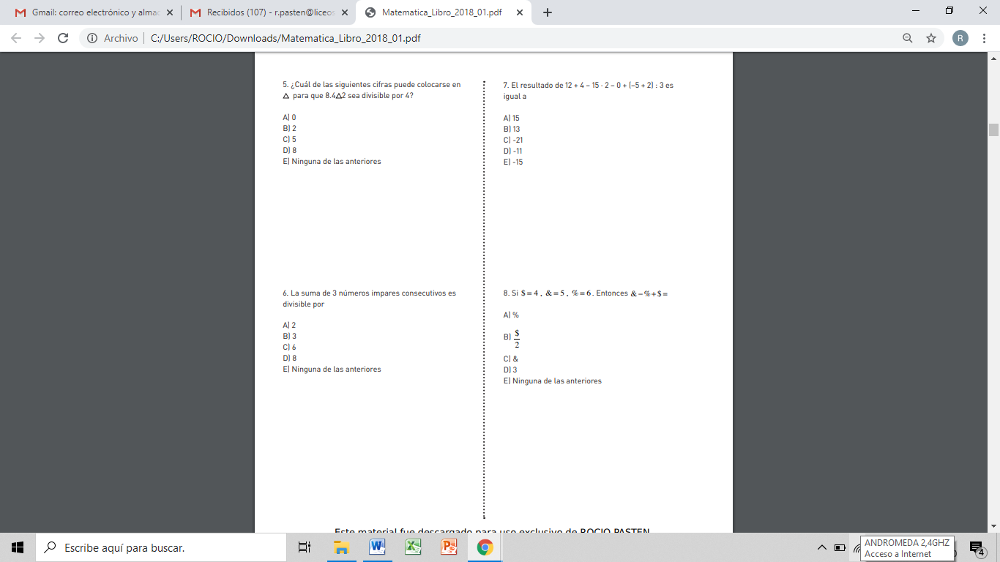 Gmail: correo electrónico y almac
Recibidos (107) - r.pasten@liceos
Matematica_Libro_2018_01.pdf
Archivo
C:/Users/ROCIO/Downloads/Matematica_Libro_2018_01.pdf
R
5. ¿Cuál de las siguientes cifras puede colocarse en
△ para que 8.4△2 sea divisible por 4?
A) 0
B) 2
C) 5
D) 8
E) Ninguna de las anteriores
6. La suma de 3 números impares consecutivos es
divisible por
A) 2
B) 3
C) 6
D) 8
E) Ninguna de las anteriores
7. El resultado de 12 + 4 – 15 · 2 – 0 + (–5 + 2) : 3 es
igual a
A) 15
B) 13
C) -21
D) -11
E) -15
8. Si $ = 4 , & = 5 , % = 6 . Entonces & – % + $ =
A) %
B) $/2
C) &
D) 3
E) Ninguna de las anteriores
Este material fue descargado para uso exclusivo de ROCIO PASTEN
Escribe aquí para buscar.
ANDROMEDA 2,4GHZ
Acceso a Internet
4